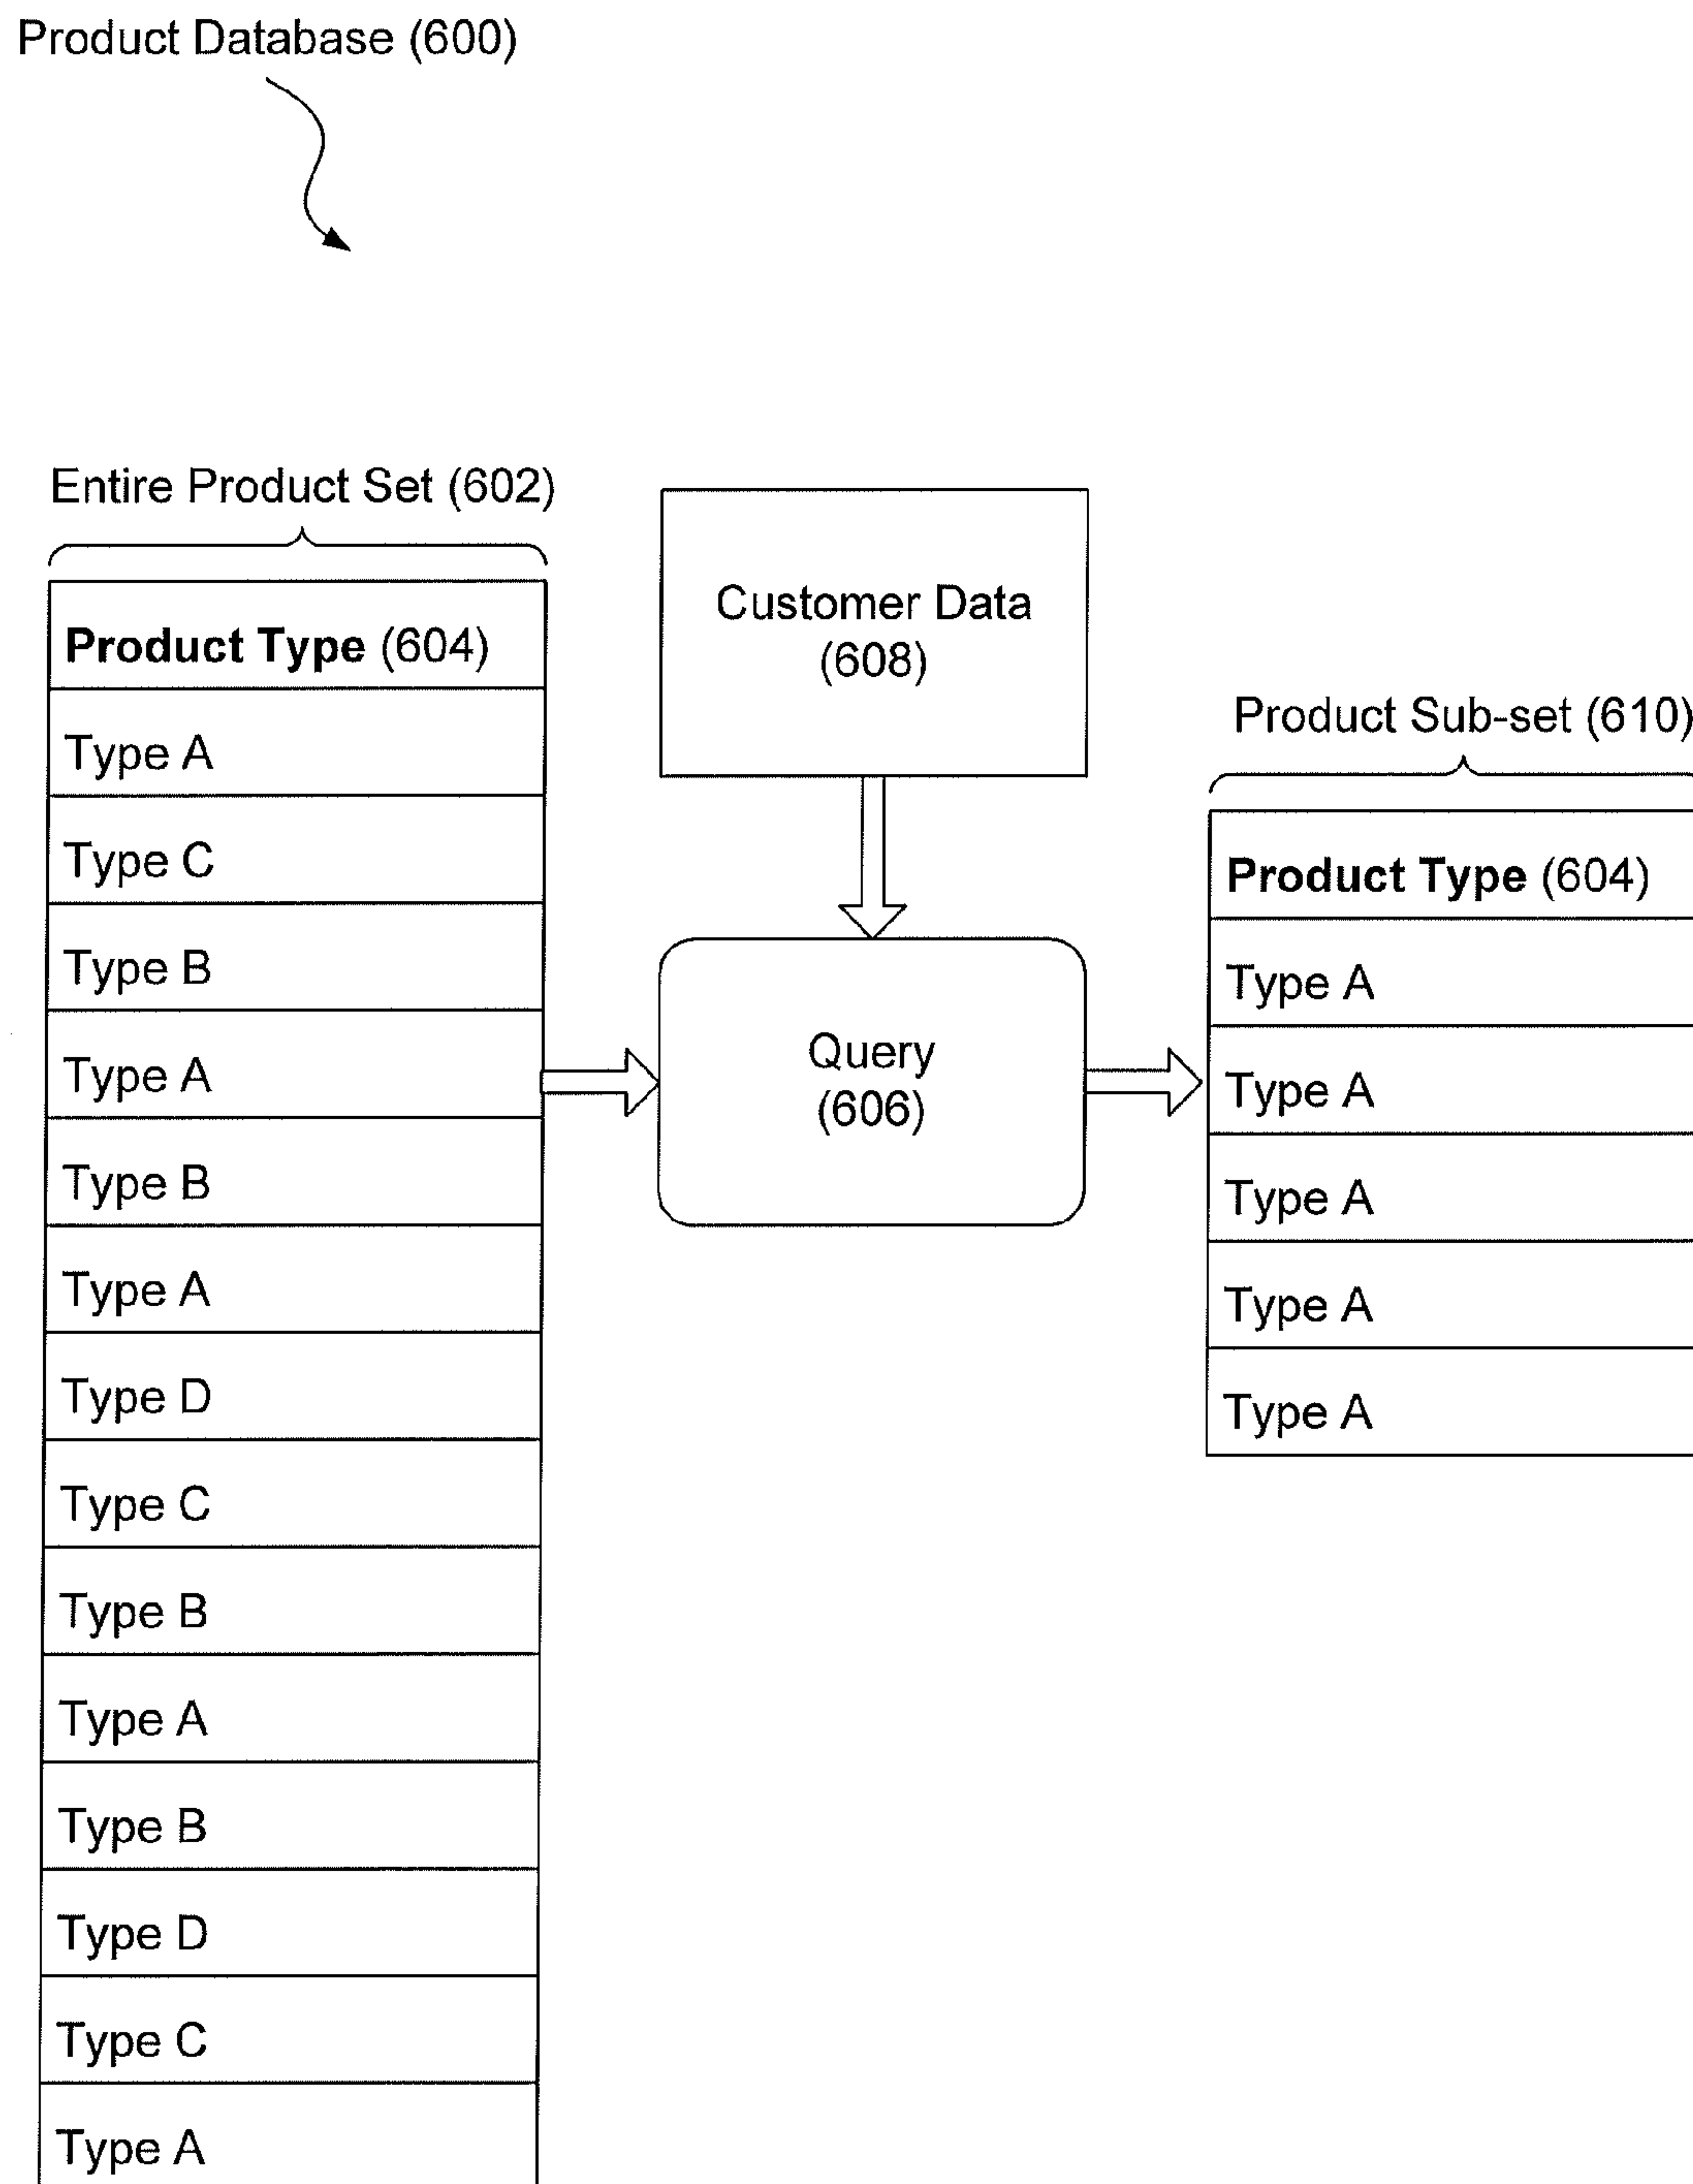 Product Database (600)
Entire Product Set (602)
Product Type (604)
Type A
Type C
Type B
Type A
Type B
Type A
Type D
Type C
Type B
Type A
Type B
Type D
Type C
Type A
Customer Data
(608)
Query
(606)
Product Sub-set (610)
Product Type (604)
Type A
Type A
Type A
Type A
Type A